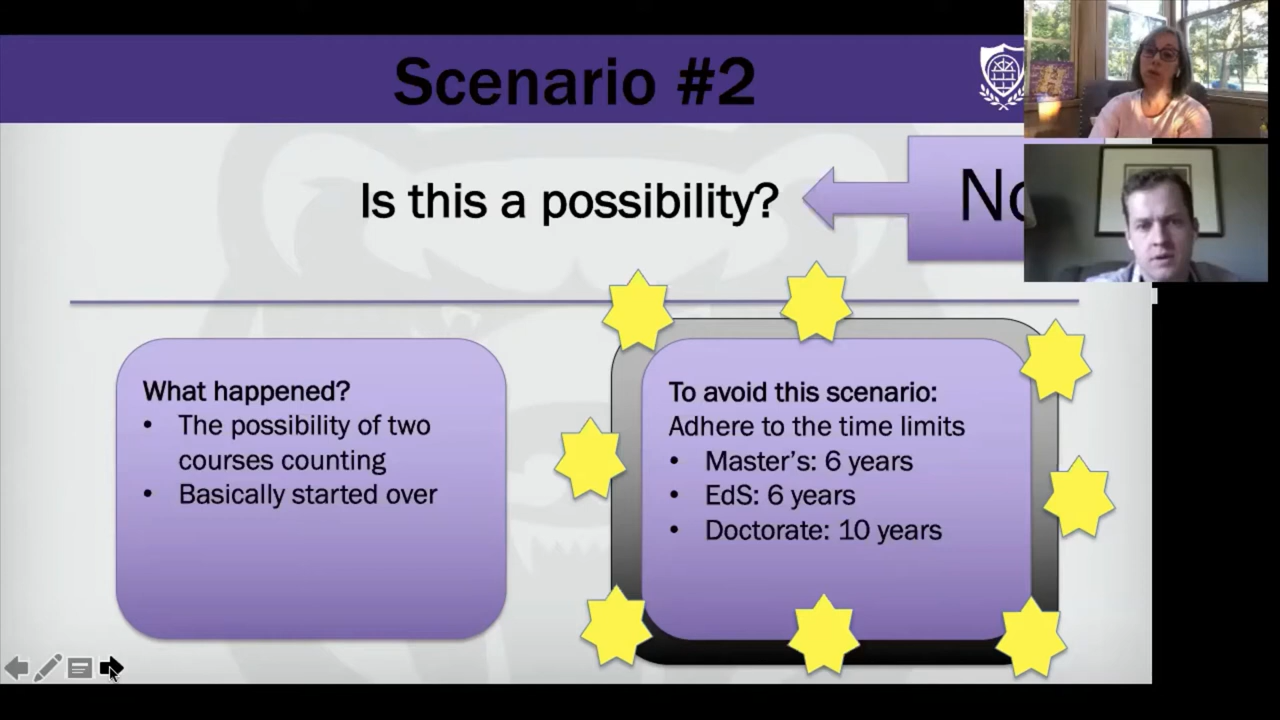 Scenario #2
Is this a possibility?
What happened?
• The possibility of two
courses counting
• Basically started over
To avoid this scenario:
Adhere to the time limits
• Master's: 6 years
• EdS: 6 years
• Doctorate: 10 years